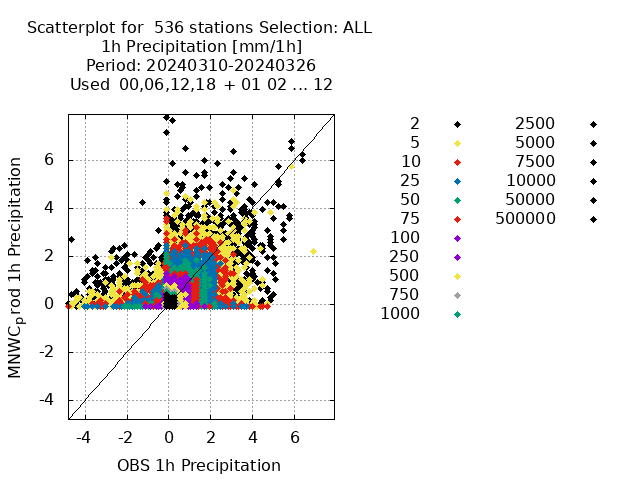 Scatterplot for 536 stations Selection: ALL
1h Precipitation [mm/1h]
Period: 20240310-20240326
Used 00,06,12,18 + 01 02 ... 12
MNWC_prod 1h Precipitation
6
4
2
0
-2
-4
-4 -2 0 2 4 6
OBS 1h Precipitation
2 2500
5 5000
10 7500
25 10000
50 50000
75 500000
100
250
500
750
1000